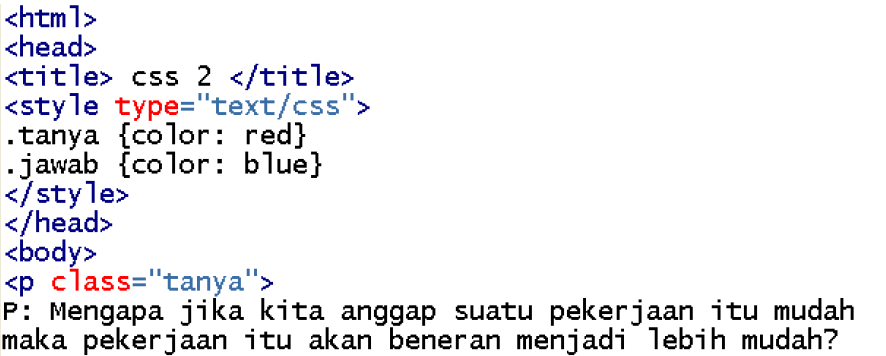 <html>
<head>
<title> css 2 </title>
<style type="text/css">
.tanya {color: red}
.jawab {color: blue}
</style>
</head>
<body>
<p class="tanya">
P: Mengapa jika kita anggap suatu pekerjaan itu mudah
maka pekerjaan itu akan beneran menjadi lebih mudah?